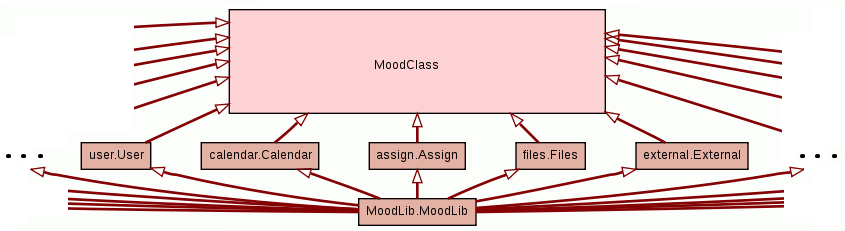 MoodClass
user.User
calendar.Calendar
assign.Assign
files.Files
external.External
. . .
. . .
MoodLib.MoodLib